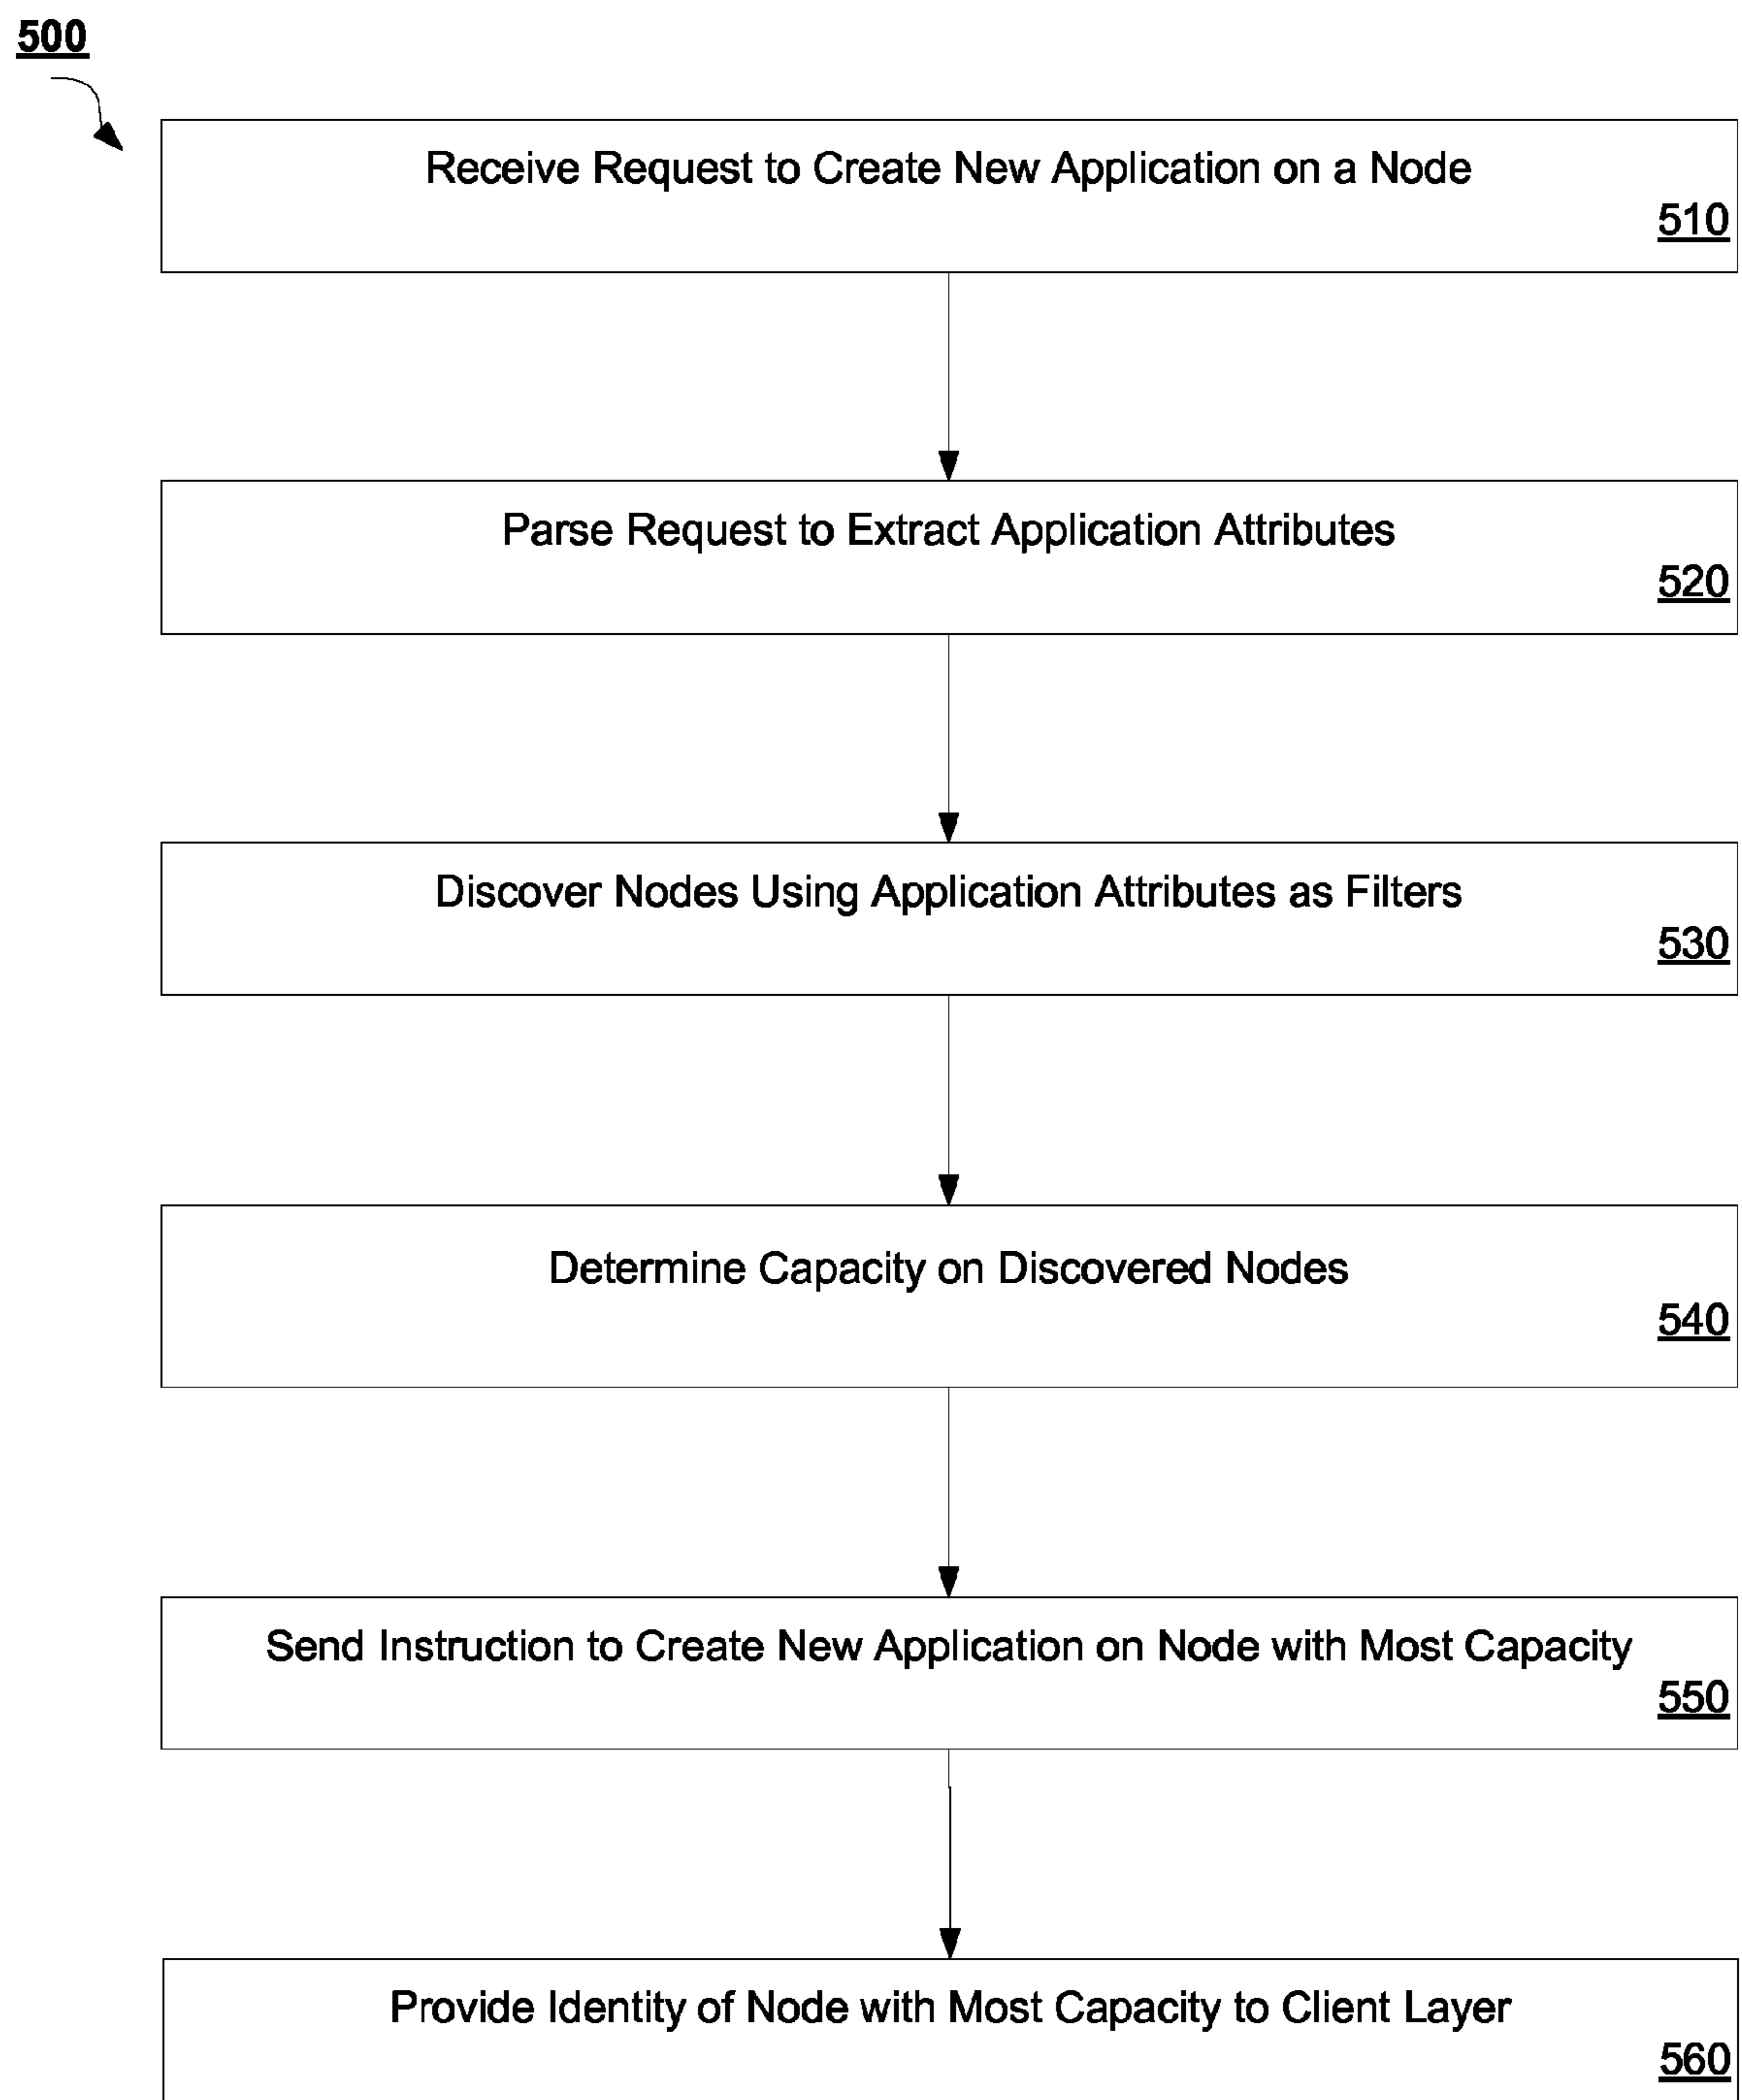 500
Receive Request to Create New Application on a Node
510
Parse Request to Extract Application Attributes
520
Discover Nodes Using Application Attributes as Filters
530
Determine Capacity on Discovered Nodes
540
Send Instruction to Create New Application on Node with Most Capacity
550
Provide Identity of Node with Most Capacity to Client Layer
560